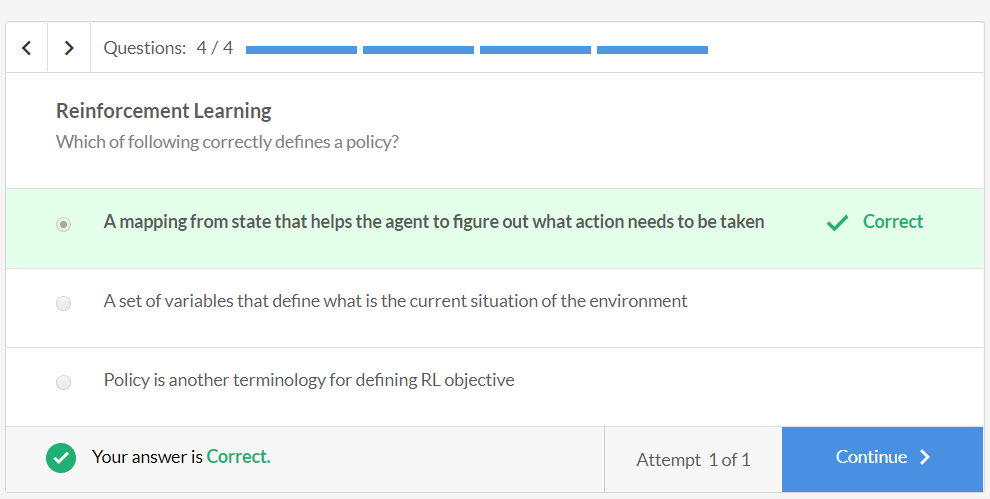 Questions: 4 / 4
Reinforcement Learning
Which of following correctly defines a policy?
A mapping from state that helps the agent to figure out what action needs to be taken Correct
A set of variables that define what is the current situation of the environment
Policy is another terminology for defining RL objective
Your answer is Correct. Attempt 1 of 1 Continue